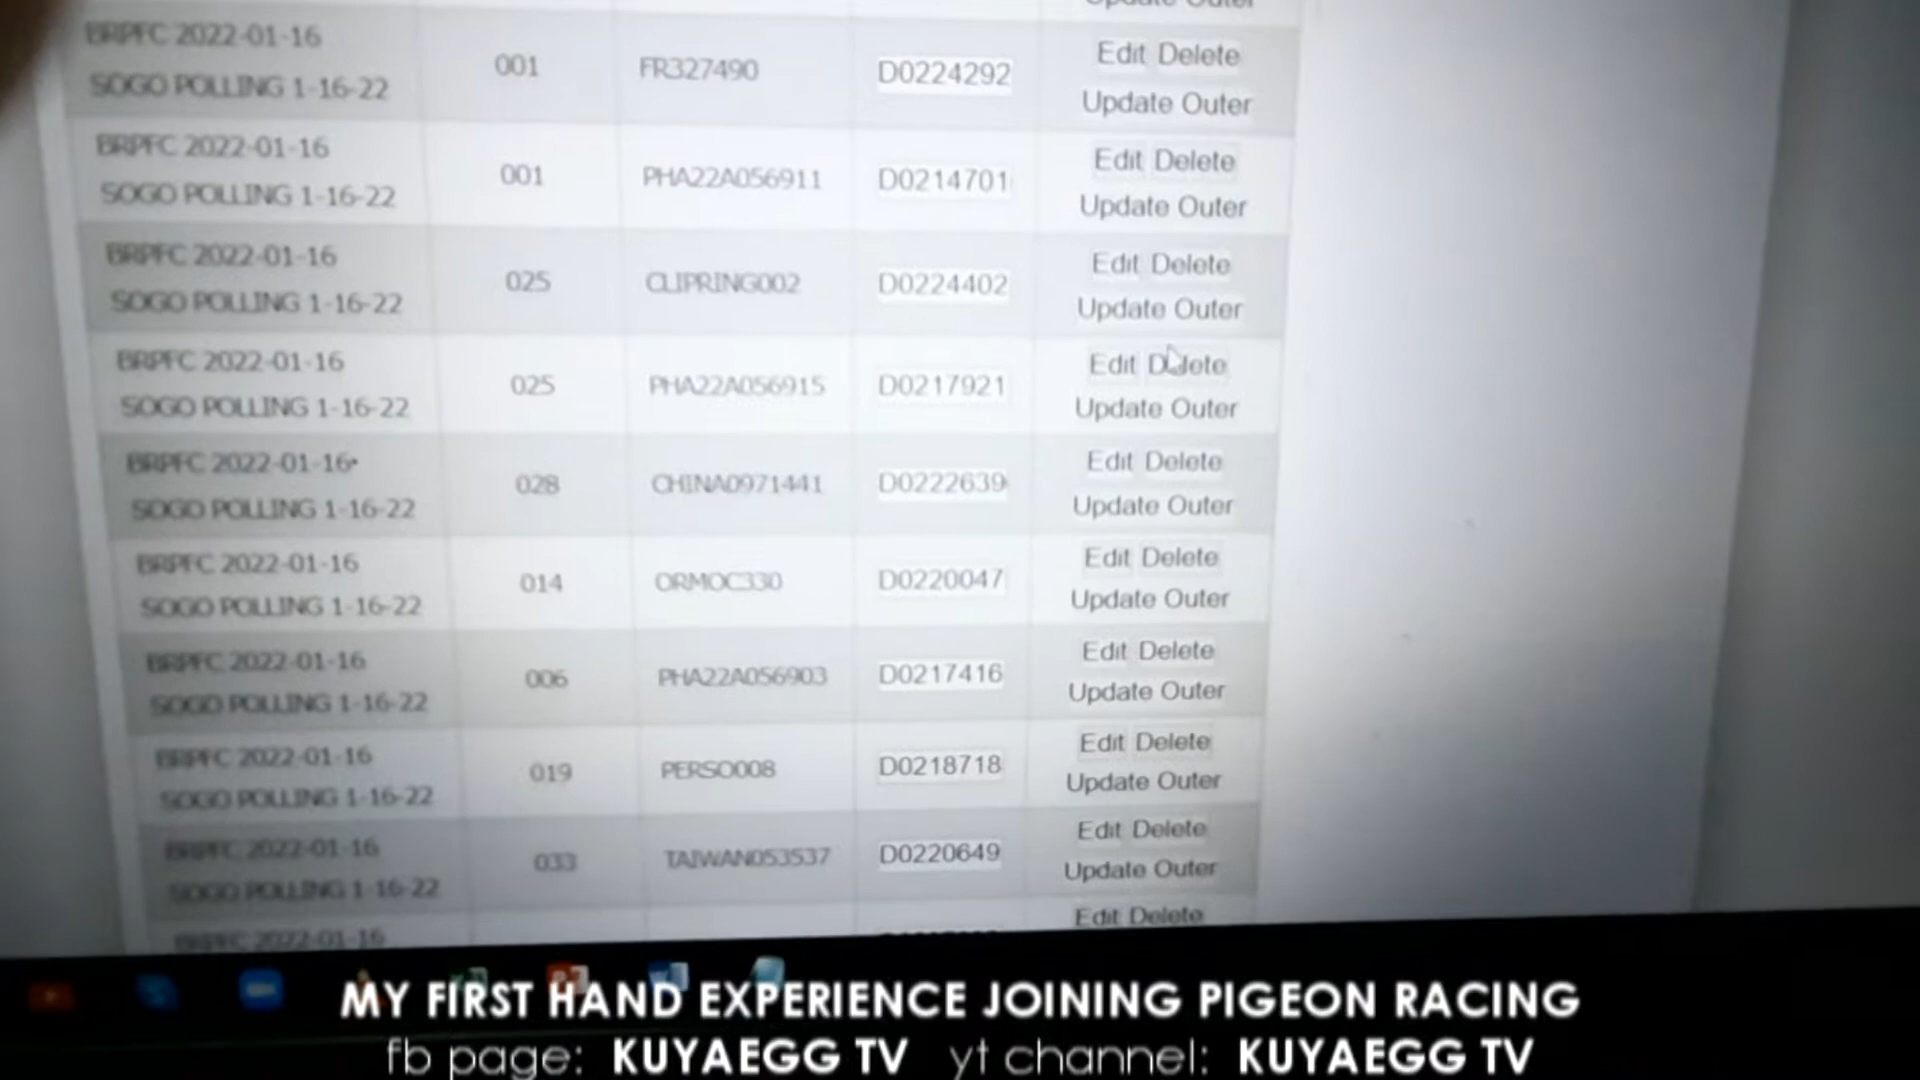 Update Outer
BRPFC 2022-01-16
SOGO POLLING 1-16-22
001
FR327490
D0224292
Edit Delete
Update Outer
BRPFC 2022-01-16
SOGO POLLING 1-16-22
001
PHA22A056911
D0214701
Edit Delete
Update Outer
BRPFC 2022-01-16
SOGO POLLING 1-16-22
025
CLIPRING002
D0224402
Edit Delete
Update Outer
BRPFC 2022-01-16
SOGO POLLING 1-16-22
025
PHA22A056915
D0217921
Edit Delete
Update Outer
BRPFC 2022-01-16
SOGO POLLING 1-16-22
028
CHINA0971441
D0222639
Edit Delete
Update Outer
BRPFC 2022-01-16
SOGO POLLING 1-16-22
014
ORMOC330
D0220047
Edit Delete
Update Outer
BRPFC 2022-01-16
SOGO POLLING 1-16-22
006
PHA22A056903
D0217416
Edit Delete
Update Outer
BRPFC 2022-01-16
SOGO POLLING 1-16-22
019
PERSO008
D0218718
Edit Delete
Update Outer
BRPFC 2022-01-16
SOGO POLLING 1-16-22
033
TAIWAN053537
D0220649
Edit Delete
Update Outer
BRPFC 2022-01-16
Edit Delete
MY FIRST HAND EXPERIENCE JOINING PIGEON RACING
fb page: KUYAEGG TV yt channel: KUYAEGG TV